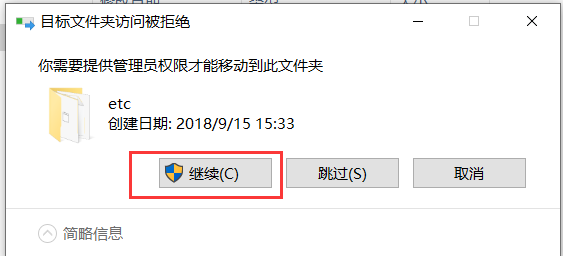 目标文件夹访问被拒绝
你需要提供管理员权限才能移动到此文件夹
etc
创建日期: 2018/9/15 15:33
继续(C)
跳过(S)
取消
简略信息